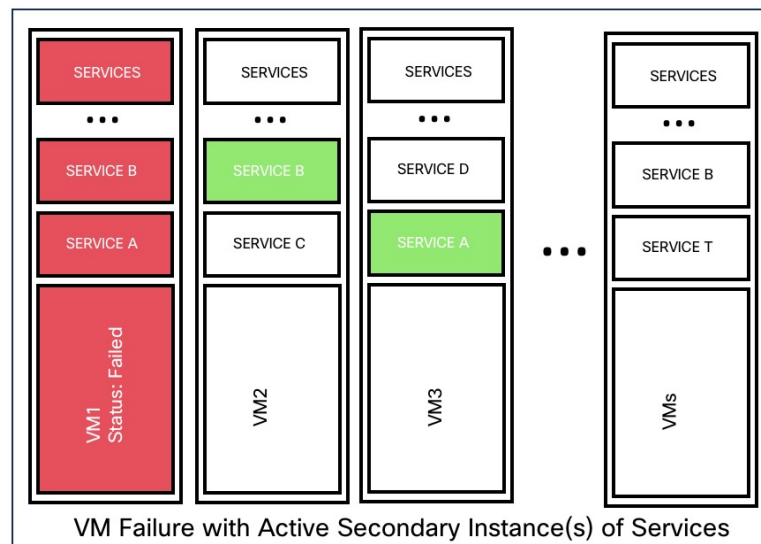 SERVICES
...
SERVICE B
SERVICE A
VM1
Status: Failed
SERVICES
...
SERVICE B
SERVICE C
VM2
SERVICES
...
SERVICE D
SERVICE A
VM3
...
SERVICES
...
SERVICE B
SERVICE T
VMs
VM Failure with Active Secondary Instance(s) of Services